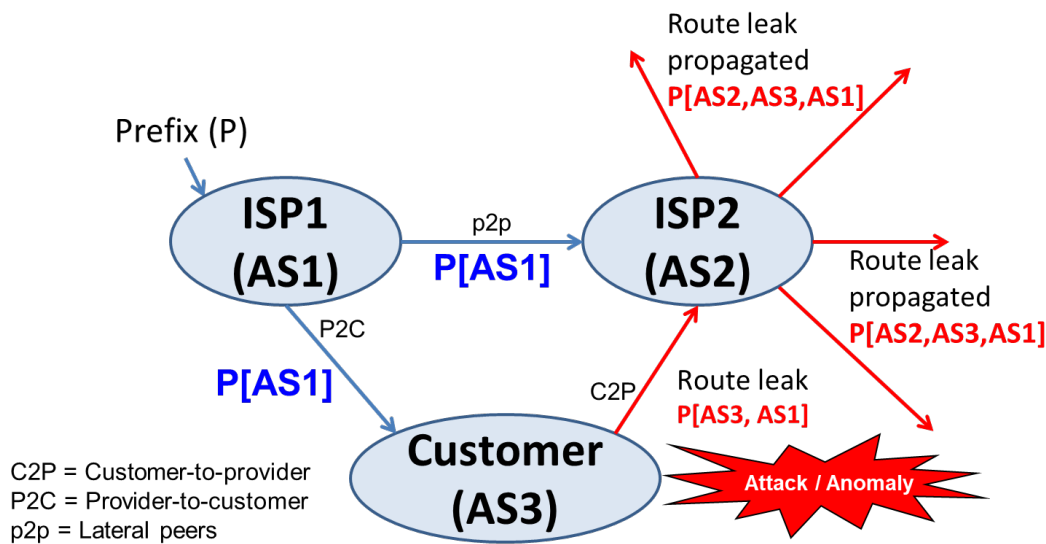 Route leak
propagated
P[AS2,AS3,AS1]
Prefix (P)
ISP1
(AS1)
p2p
P[AS1]
ISP2
(AS2)
Route leak
propagated
P[AS2,AS3,AS1]
P2C
P[AS1]
C2P
Route leak
P[AS3, AS1]
Customer
(AS3)
Attack / Anomaly
C2P = Customer-to-provider
P2C = Provider-to-customer
p2p = Lateral peers